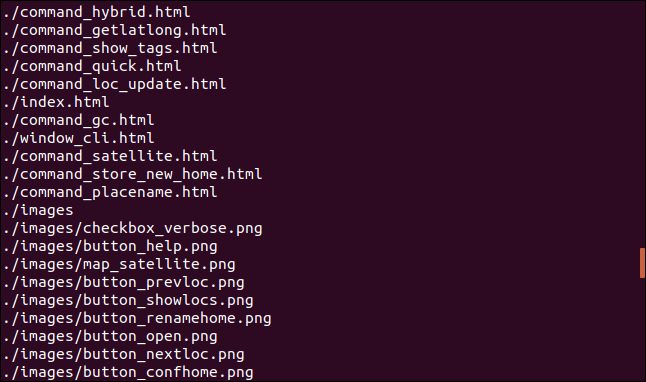 ./command_hybrid.html
./command_getlatlong.html
./command_show_tags.html
./command_quick.html
./command_loc_update.html
./index.html
./command_gc.html
./window_cli.html
./command_satellite.html
./command_store_new_home.html
./command_placename.html
./images
./images/checkbox_verbose.png
./images/button_help.png
./images/map_satellite.png
./images/button_prevloc.png
./images/button_showlocs.png
./images/button_renamehome.png
./images/button_open.png
./images/button_nextloc.png
./images/button_confhome.png